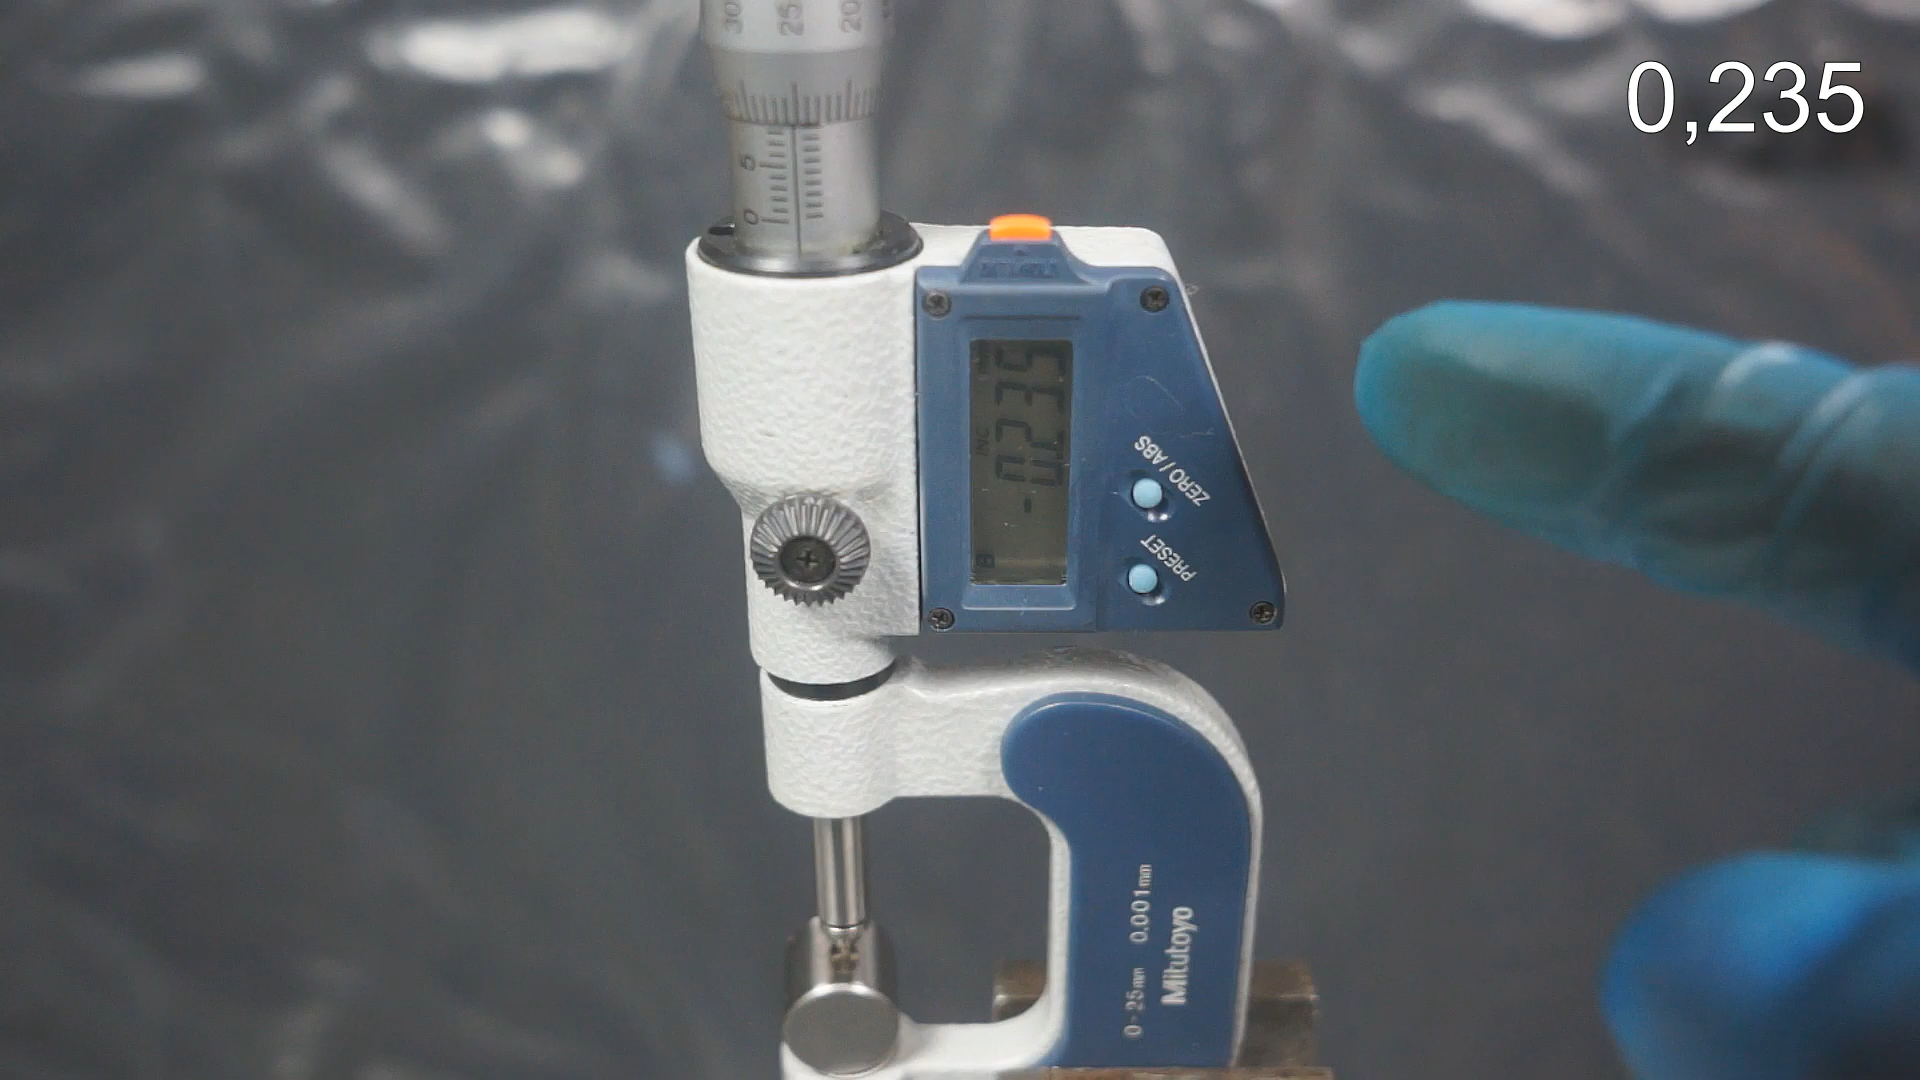 0,235
30 25 20
5
0
INC
-0.235
B
ZERO / ABS
PRESET
0-25mm 0.001mm
Mitutoyo